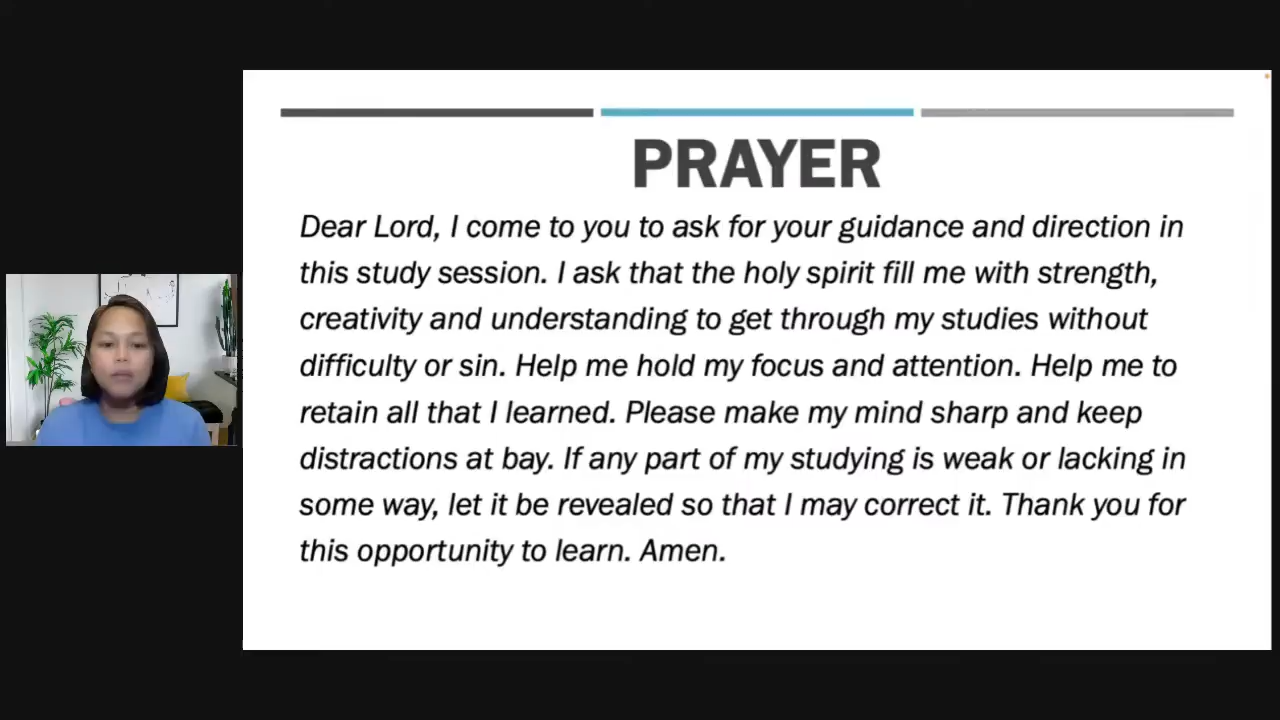 PRAYER
Dear Lord, I come to you to ask for your guidance and direction in
this study session. I ask that the holy spirit fill me with strength,
creativity and understanding to get through my studies without
difficulty or sin. Help me hold my focus and attention. Help me to
retain all that I learned. Please make my mind sharp and keep
distractions at bay. If any part of my studying is weak or lacking in
some way, let it be revealed so that I may correct it. Thank you for
this opportunity to learn. Amen.